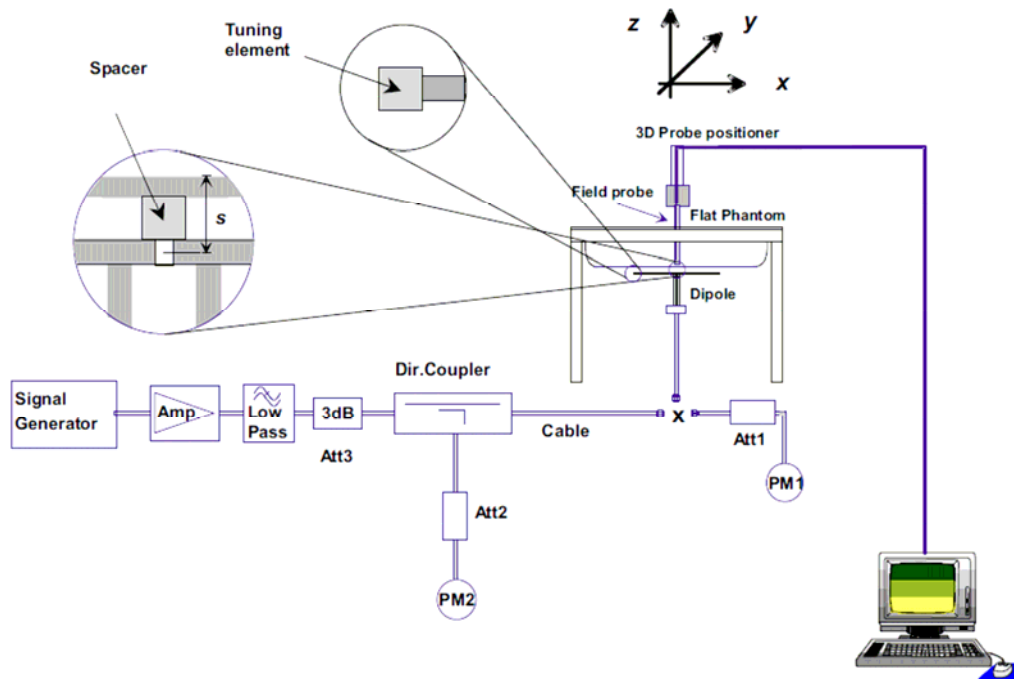 Tuning
element
Spacer
s
z
y
x
3D Probe positioner
Field probe
Flat Phantom
Dipole
Dir.Coupler
Signal
Generator
Amp
Low
Pass
3dB
Att3
Cable
x
Att1
PM1
Att2
PM2